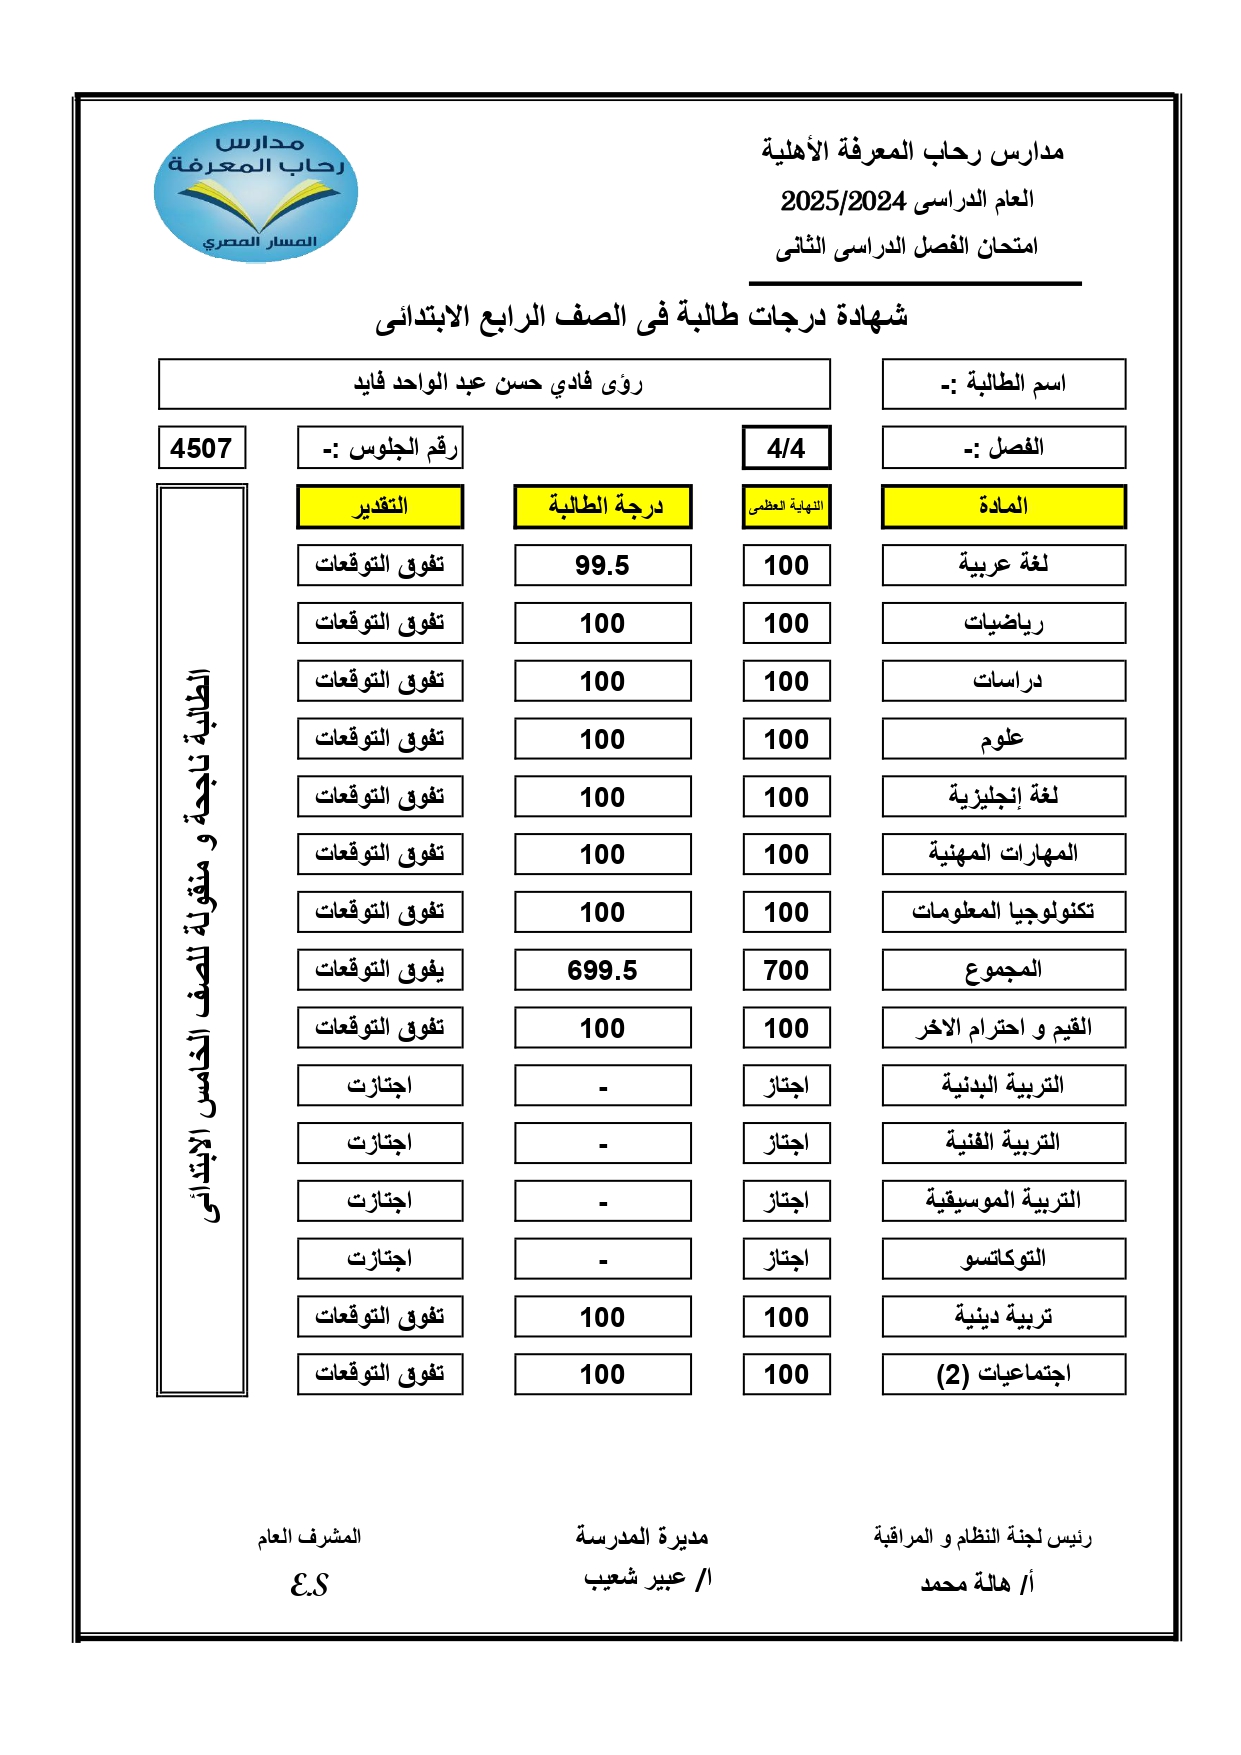 مدارس رحاب المعرفة
المسار المصري
مدارس رحاب المعرفة الأهلية
العام الدراسى 2025/2024
امتحان الفصل الدراسى الثانى
شهادة درجات طالبة فى الصف الرابع الابتدائى
اسم الطالبة :- رؤى فادي حسن عبد الواحد فايد
الفصل :- 4/4 رقم الجلوس :- 4507
المادة النهاية العظمى درجة الطالبة التقدير
لغة عربية 100 99.5 تفوق التوقعات
رياضيات 100 100 تفوق التوقعات
دراسات 100 100 تفوق التوقعات
علوم 100 100 تفوق التوقعات
لغة إنجليزية 100 100 تفوق التوقعات
المهارات المهنية 100 100 تفوق التوقعات
تكنولوجيا المعلومات 100 100 تفوق التوقعات
المجموع 700 699.5 يفوق التوقعات
القيم و احترام الاخر 100 100 تفوق التوقعات
التربية البدنية اجتاز - اجتازت
التربية الفنية اجتاز - اجتازت
التربية الموسيقية اجتاز - اجتازت
التوكاتسو اجتاز - اجتازت
تربية دينية 100 100 تفوق التوقعات
اجتماعيات (2) 100 100 تفوق التوقعات
الطالبة ناجحة و منقولة للصف الخامس الابتدائى
رئيس لجنة النظام و المراقبة مديرة المدرسة المشرف العام
أ/ هالة محمد ا/ عبير شعيب E.S